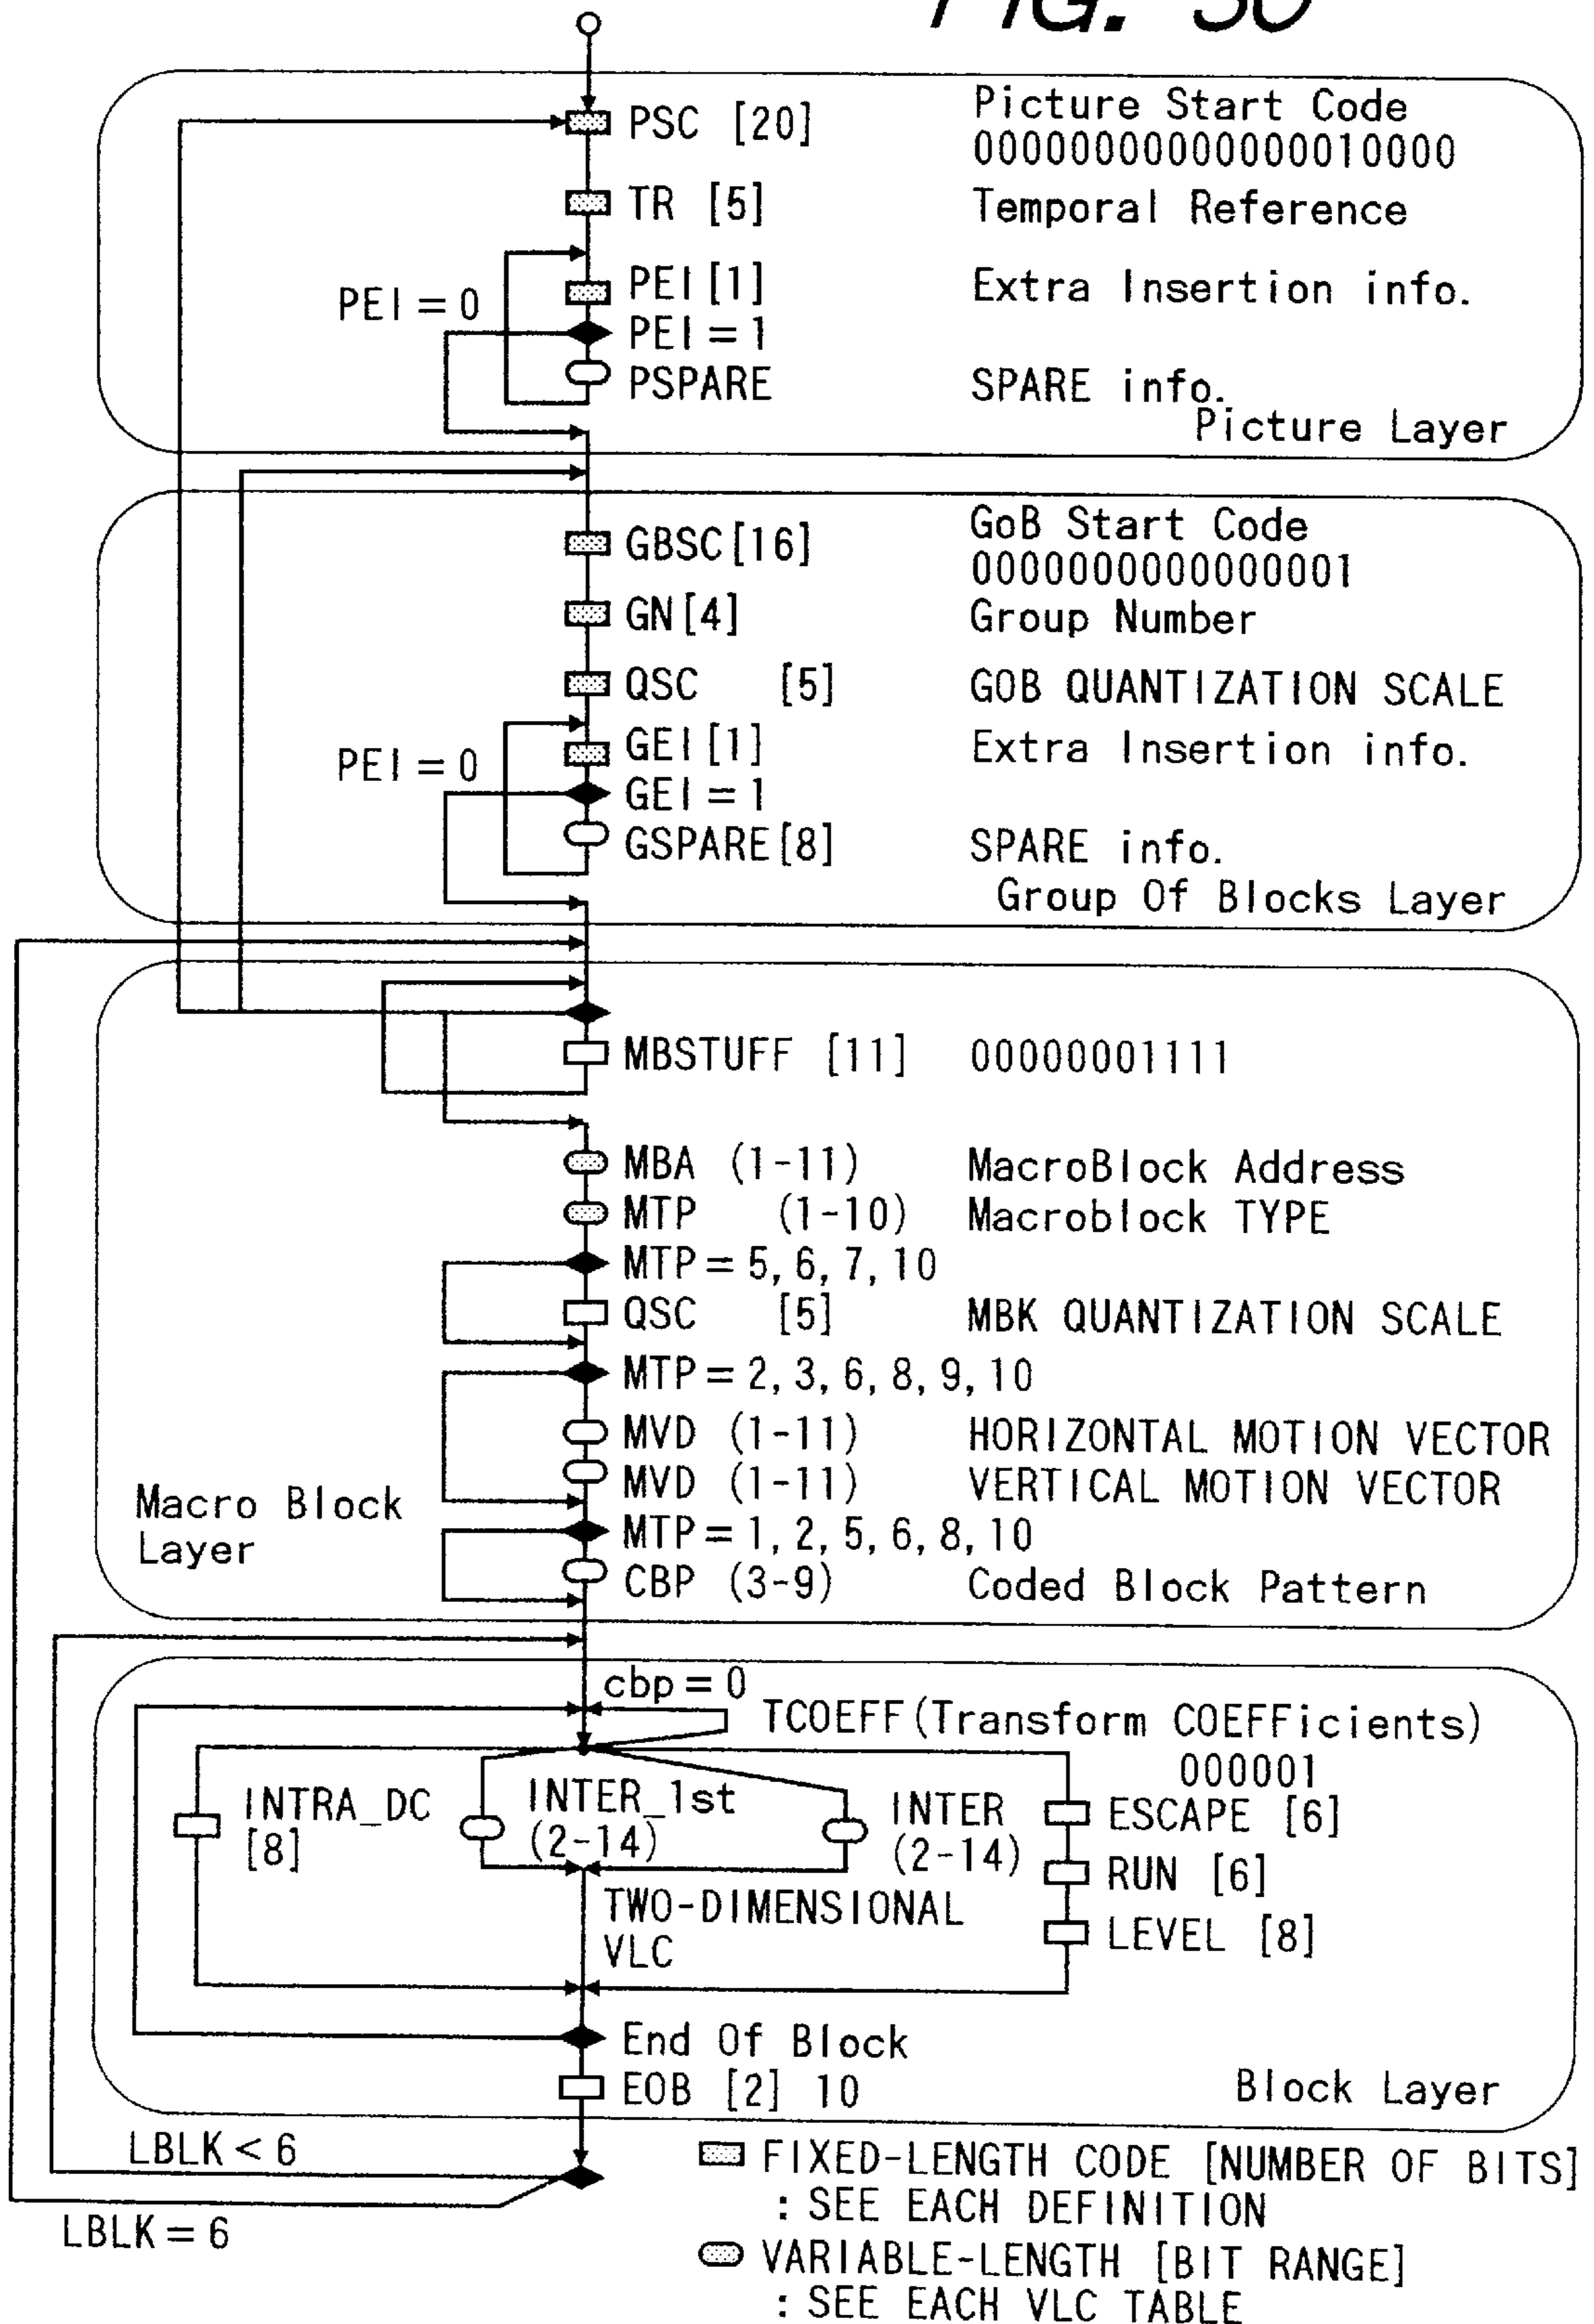 FIG.
PSC [20] Picture Start Code
00000000000000010000
TR [5] Temporal Reference
PEI = 0
PEI [1] Extra Insertion info.
PEI = 1
PSPARE SPARE info.
Picture Layer
GBSC [16] GoB Start Code
0000000000000001
GN [4] Group Number
QSC [5] GOB QUANTIZATION SCALE
PEI = 0
GEI [1] Extra Insertion info.
GEI = 1
GSPARE [8] SPARE info.
Group Of Blocks Layer
MBSTUFF [11] 00000001111
MBA (1-11) MacroBlock Address
MTP (1-10) Macroblock TYPE
MTP = 5, 6, 7, 10
QSC [5] MBK QUANTIZATION SCALE
MTP = 2, 3, 6, 8, 9, 10
MVD (1-11) HORIZONTAL MOTION VECTOR
MVD (1-11) VERTICAL MOTION VECTOR
Macro Block
Layer
MTP = 1, 2, 5, 6, 8, 10
CBP (3-9) Coded Block Pattern
cbp = 0
TCOEFF (Transform COEFFicients)
000001
INTRA_DC
[8]
INTER_1st
(2-14)
INTER
(2-14)
ESCAPE [6]
RUN [6]
LEVEL [8]
TWO-DIMENSIONAL
VLC
End Of Block
EOB [2] 10
Block Layer
LBLK < 6
LBLK = 6
FIXED-LENGTH CODE [NUMBER OF BITS]
: SEE EACH DEFINITION
VARIABLE-LENGTH [BIT RANGE]
: SEE EACH VLC TABLE